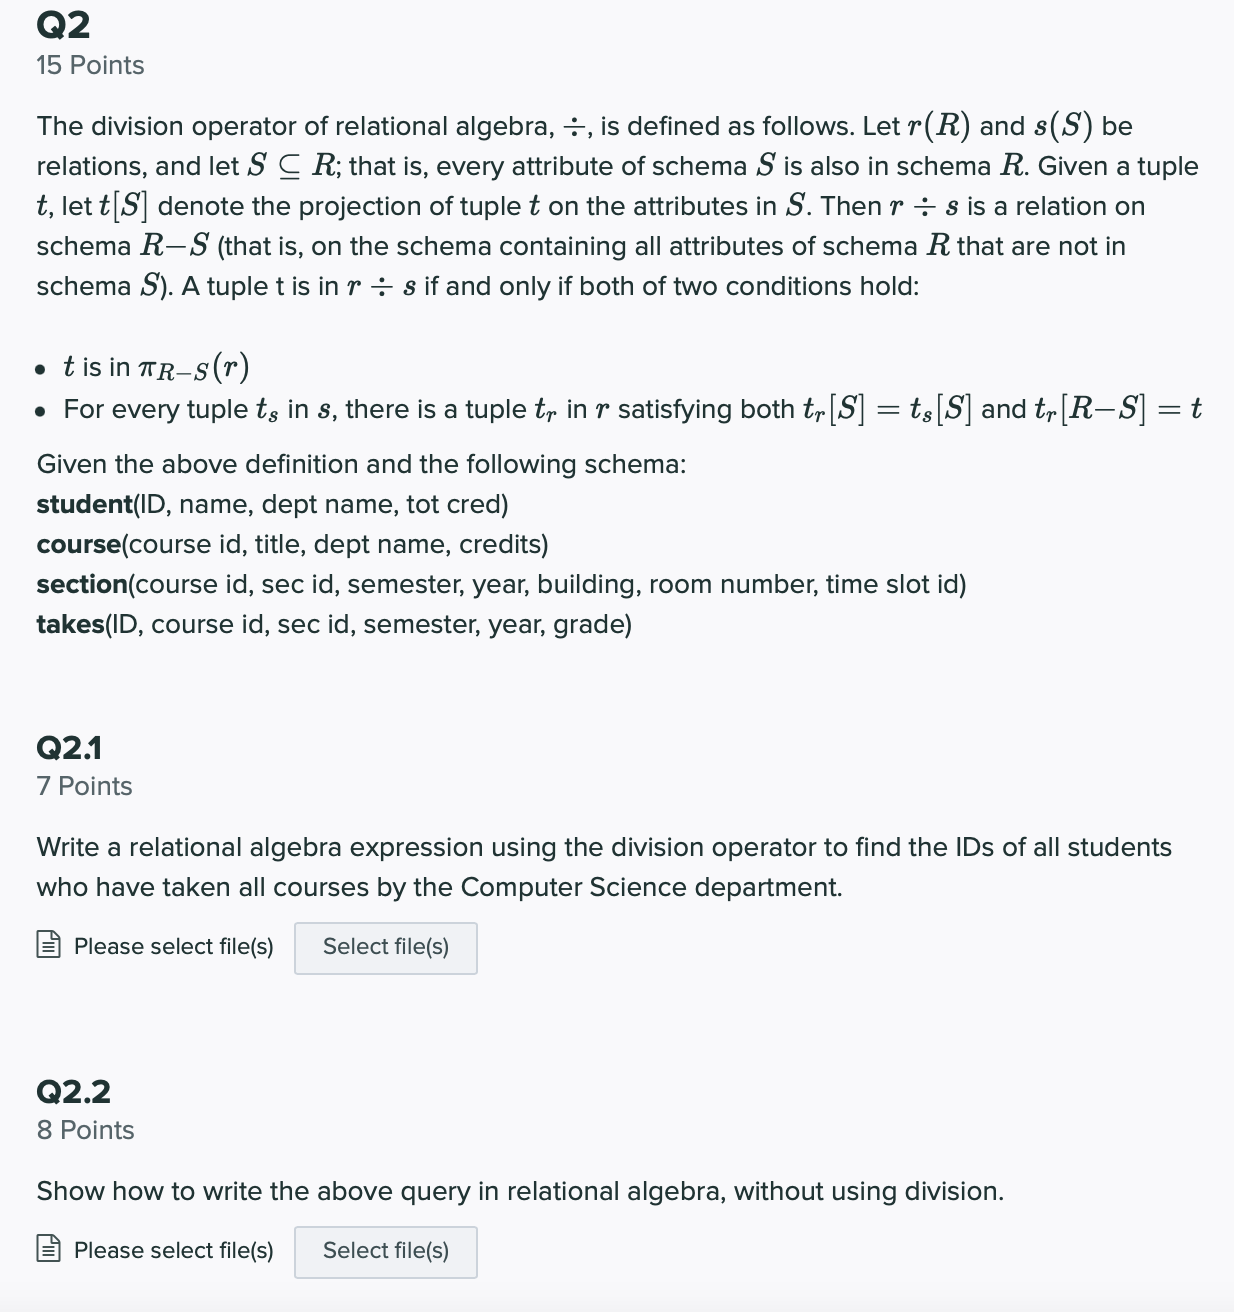 Q2
15 Points
The division operator of relational algebra, ÷, is defined as follows. Let r(R) and s(S) be
relations, and let S ⊆ R; that is, every attribute of schema S is also in schema R. Given a tuple
t, let t[S] denote the projection of tuple t on the attributes in S. Then r ÷ s is a relation on
schema R−S (that is, on the schema containing all attributes of schema R that are not in
schema S). A tuple t is in r ÷ s if and only if both of two conditions hold:
• t is in π_{R−S}(r)
• For every tuple t_s in s, there is a tuple t_r in r satisfying both t_r[S] = t_s[S] and t_r[R−S] = t
Given the above definition and the following schema:
student(ID, name, dept name, tot cred)
course(course id, title, dept name, credits)
section(course id, sec id, semester, year, building, room number, time slot id)
takes(ID, course id, sec id, semester, year, grade)
Q2.1
7 Points
Write a relational algebra expression using the division operator to find the IDs of all students
who have taken all courses by the Computer Science department.
Please select file(s) Select file(s)
Q2.2
8 Points
Show how to write the above query in relational algebra, without using division.
Please select file(s) Select file(s)